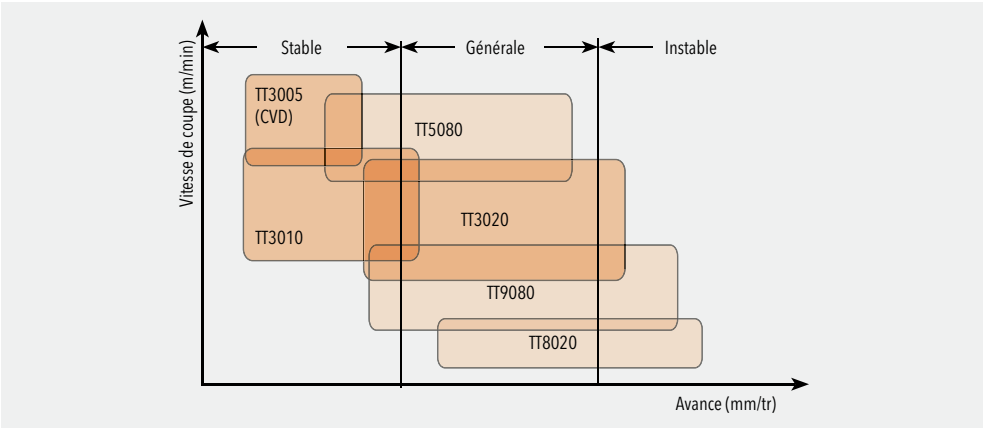 Stable
Générale
Instable
Vitesse de coupe (m/min)
TT3005
(CVD)
TT5080
TT3010
TT3020
TT9080
TT8020
Avance (mm/tr)